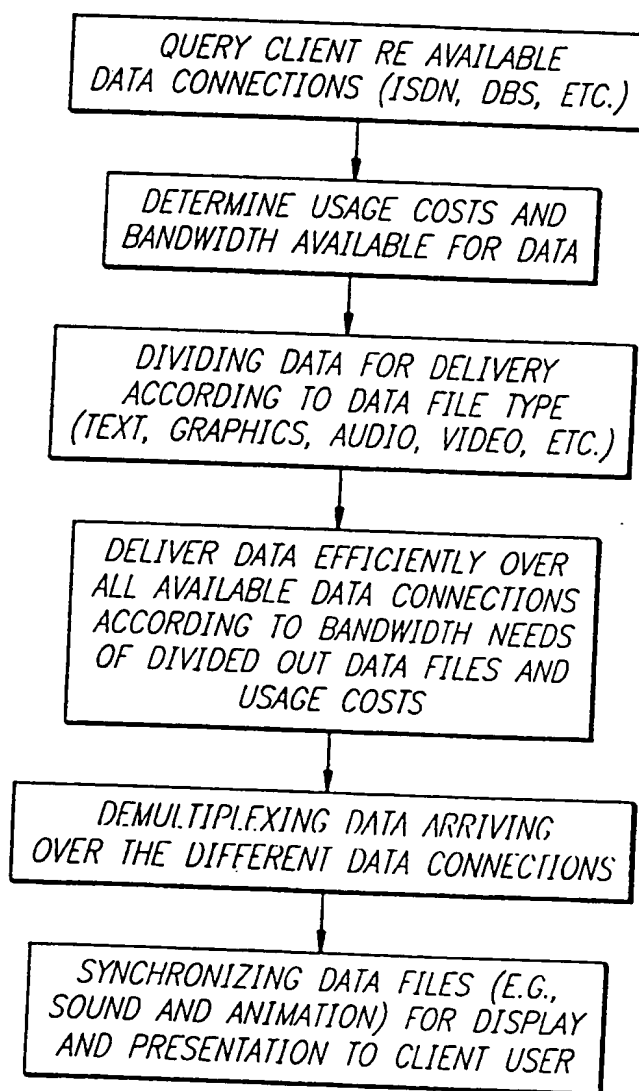 QUERY CLIENT RE AVAILABLE
DATA CONNECTIONS (ISDN, DBS, ETC.)
DETERMINE USAGE COSTS AND
BANDWIDTH AVAILABLE FOR DATA
DIVIDING DATA FOR DELIVERY
ACCORDING TO DATA FILE TYPE
(TEXT, GRAPHICS, AUDIO, VIDEO, ETC.)
DELIVER DATA EFFICIENTLY OVER
ALL AVAILABLE DATA CONNECTIONS
ACCORDING TO BANDWIDTH NEEDS
OF DIVIDED OUT DATA FILES AND
USAGE COSTS
DEMULTIPLEXING DATA ARRIVING
OVER THE DIFFERENT DATA CONNECTIONS
SYNCHRONIZING DATA FILES (E.G.,
SOUND AND ANIMATION) FOR DISPLAY
AND PRESENTATION TO CLIENT USER